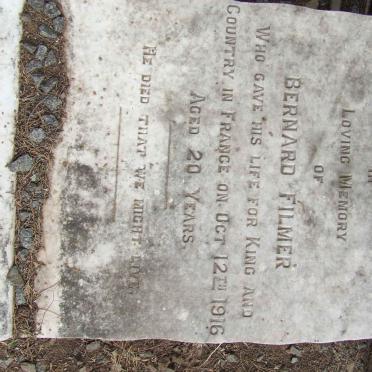 IN
LOVING MEMORY
OF
BERNARD FILMER
WHO GAVE HIS LIFE FOR KING AND
COUNTRY IN FRANCE ON OCT 12TH 1916
AGED 20 YEARS.
HE DIED THAT WE MIGHT LIVE